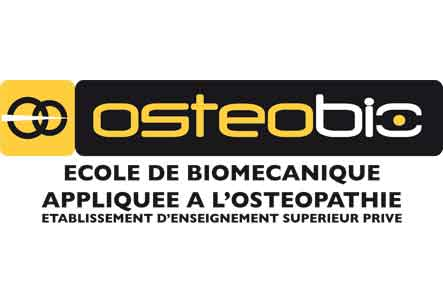 osteobio
ECOLE DE BIOMECANIQUE
APPLIQUEE A L'OSTEOPATHIE
ETABLISSEMENT D'ENSEIGNEMENT SUPERIEUR PRIVE